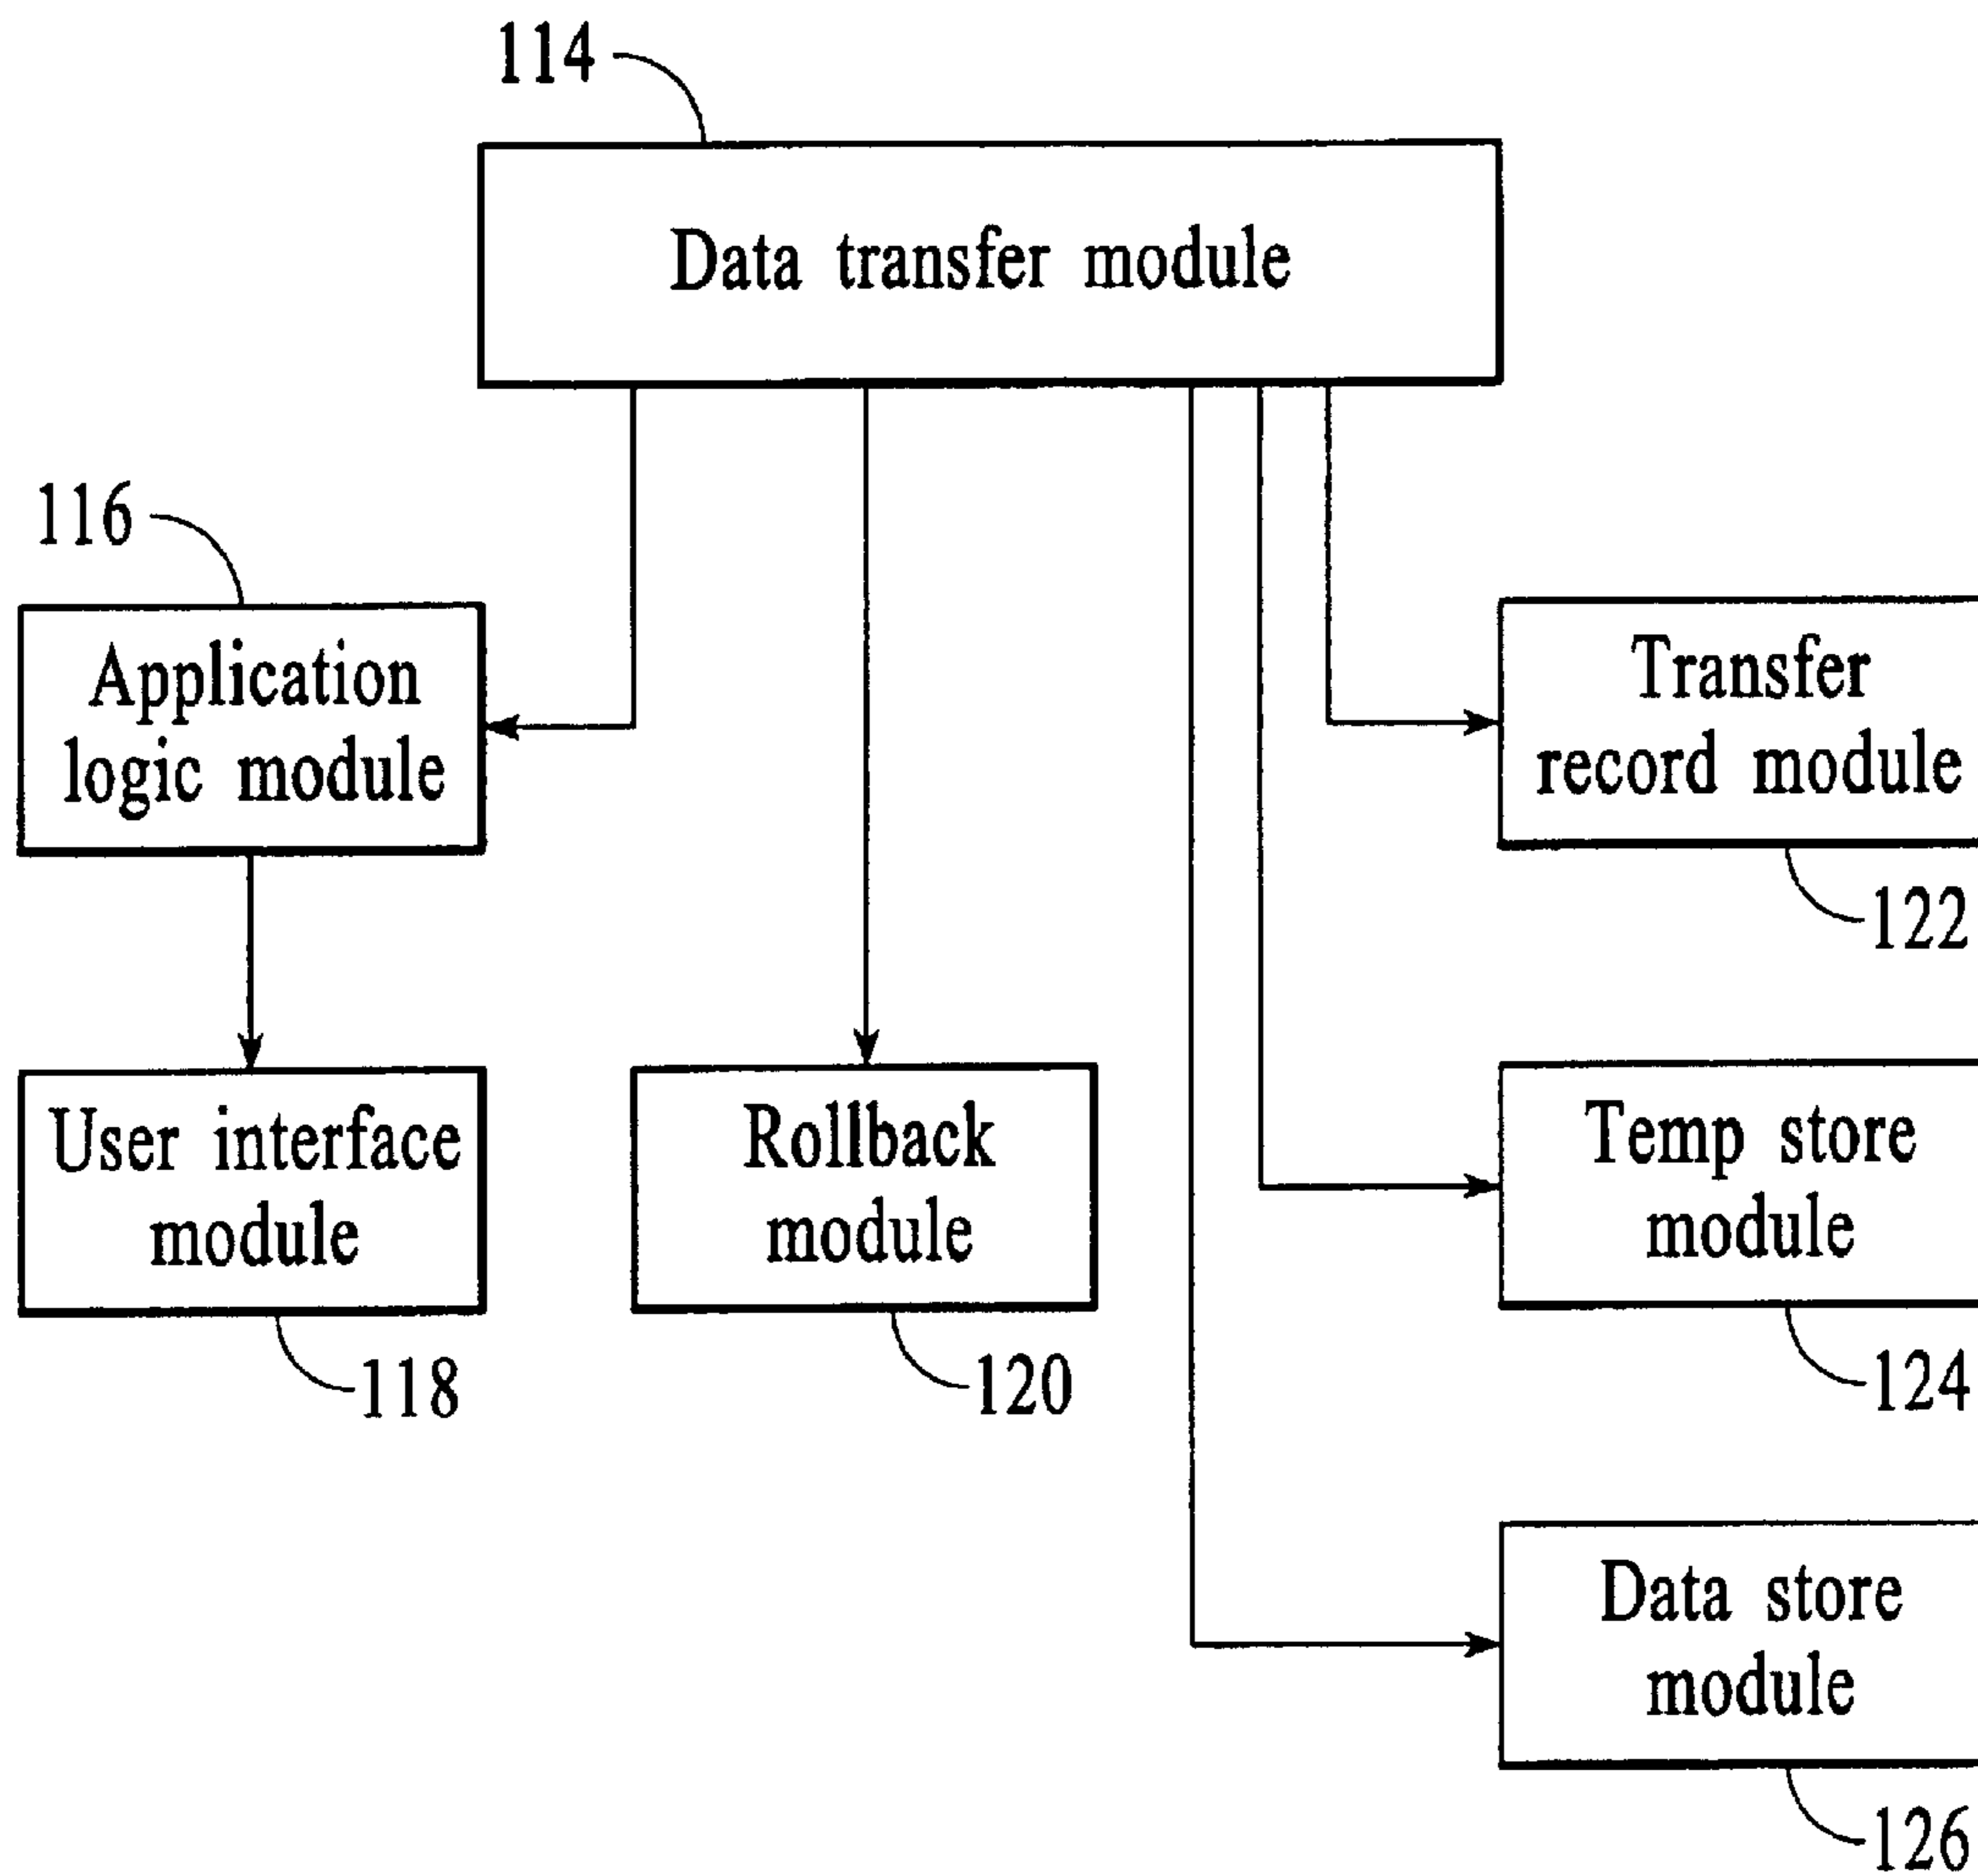 114
Data transfer module
116
Application
logic module
Transfer
record module
122
User interface
module
118
Rollback
module
120
Temp store
module
124
Data store
module
126